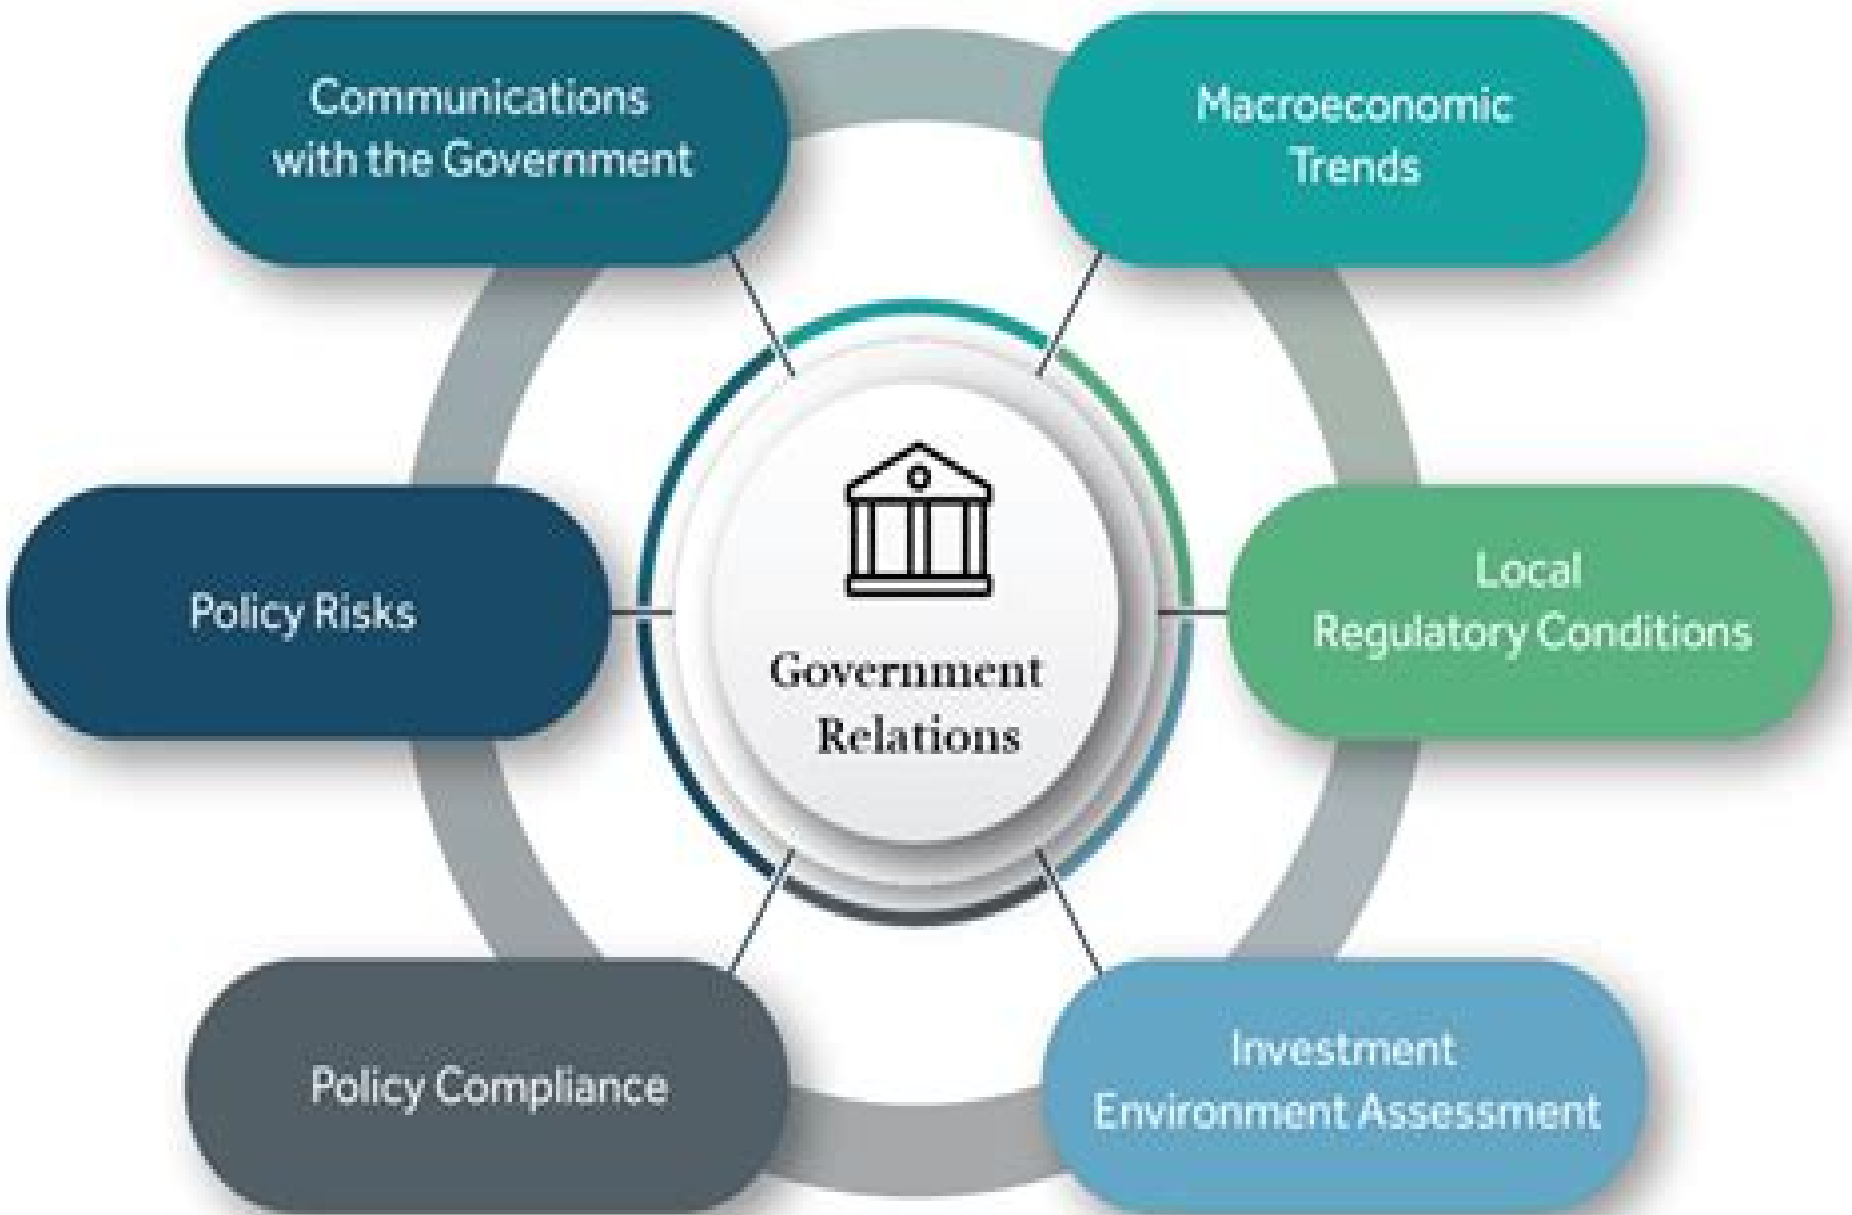 Communications
with the Government
Macroeconomic
Trends
Policy Risks
Government
Relations
Local
Regulatory Conditions
Policy Compliance
Investment
Environment Assessment